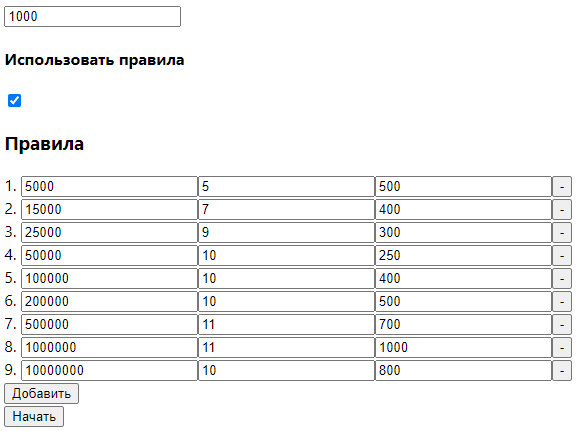 1000
Использовать правила
Правила
1. 5000 5 500 -
2. 15000 7 400 -
3. 25000 9 300 -
4. 50000 10 250 -
5. 100000 10 400 -
6. 200000 10 500 -
7. 500000 11 700 -
8. 1000000 11 1000 -
9. 10000000 10 800 -
Добавить
Начать